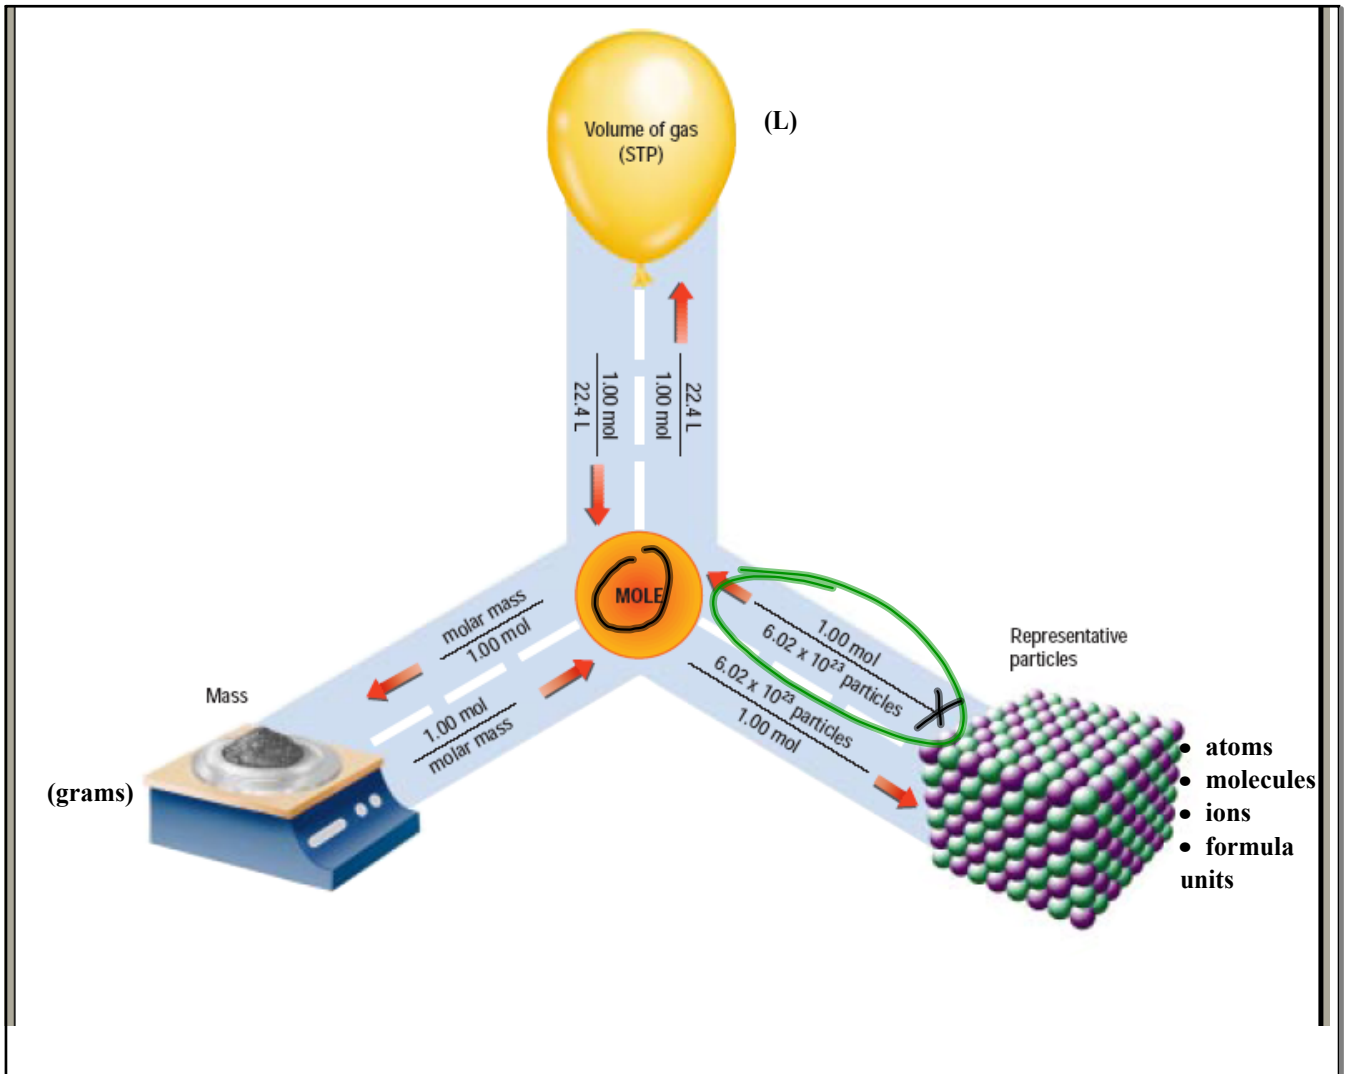 Volume of gas
(STP)
(L)
1.00 mol
22.4 L
22.4 L
1.00 mol
MOLE
molar mass
1.00 mol
1.00 mol
molar mass
1.00 mol
6.02 x 10²³ particles
6.02 x 10²³ particles
1.00 mol
Representative
particles
Mass
(grams)
• atoms
• molecules
• ions
• formula
units